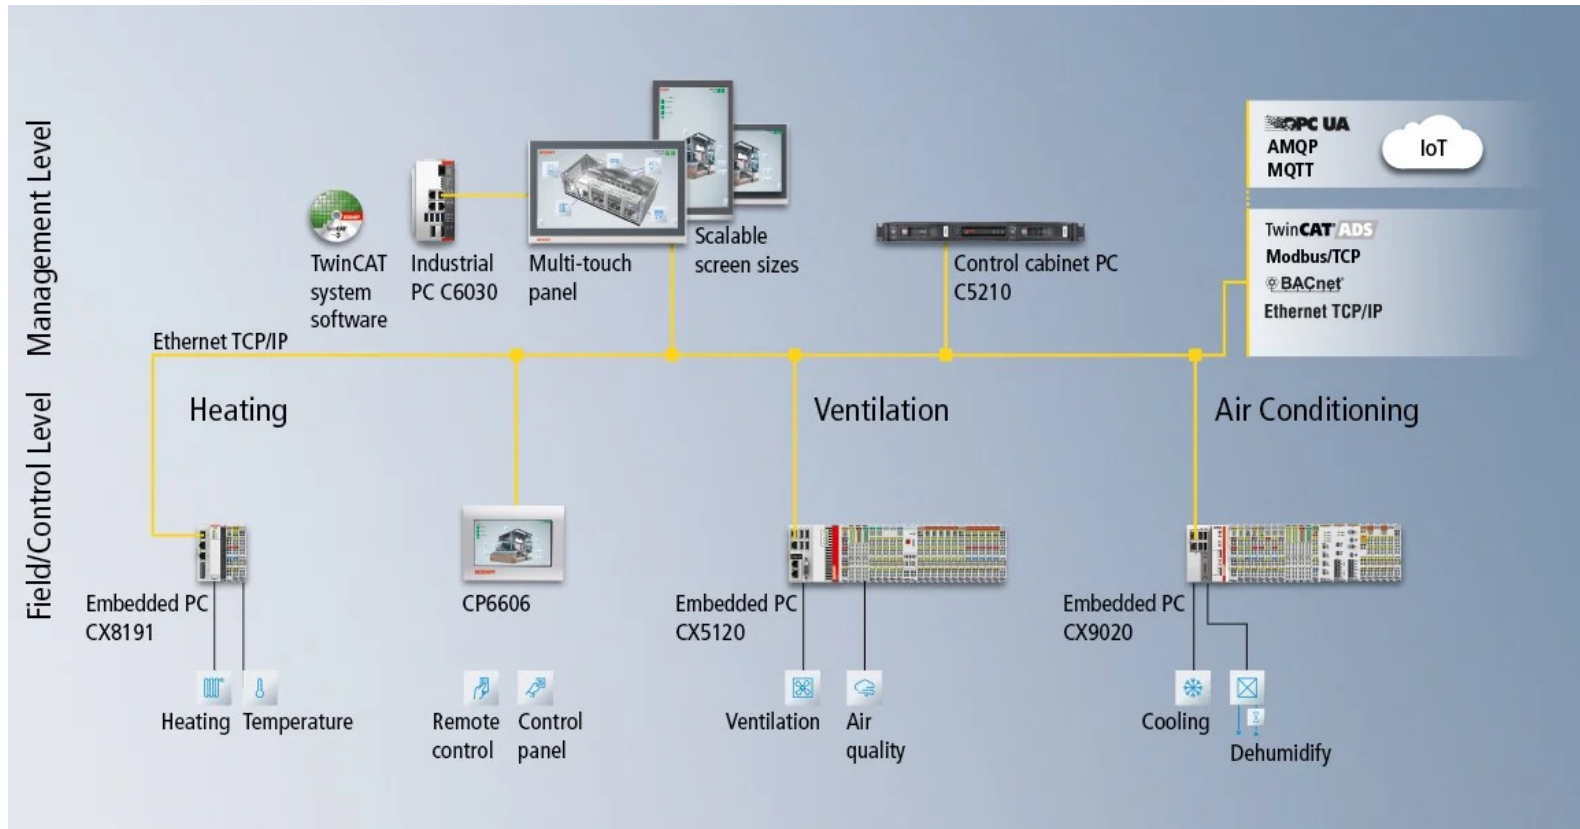 Management Level
Field/Control Level
OPC UA
AMQP
MQTT
IoT
TwinCAT ADS
Modbus/TCP
BACnet
Ethernet TCP/IP
TwinCAT
system
software
Industrial
PC C6030
Multi-touch
panel
Scalable
screen sizes
Control cabinet PC
C5210
Ethernet TCP/IP
Heating
Ventilation
Air Conditioning
Embedded PC
CX8191
CP6606
Embedded PC
CX5120
Embedded PC
CX9020
Heating
Temperature
Remote
control
Control
panel
Ventilation
Air
quality
Cooling
Dehumidify